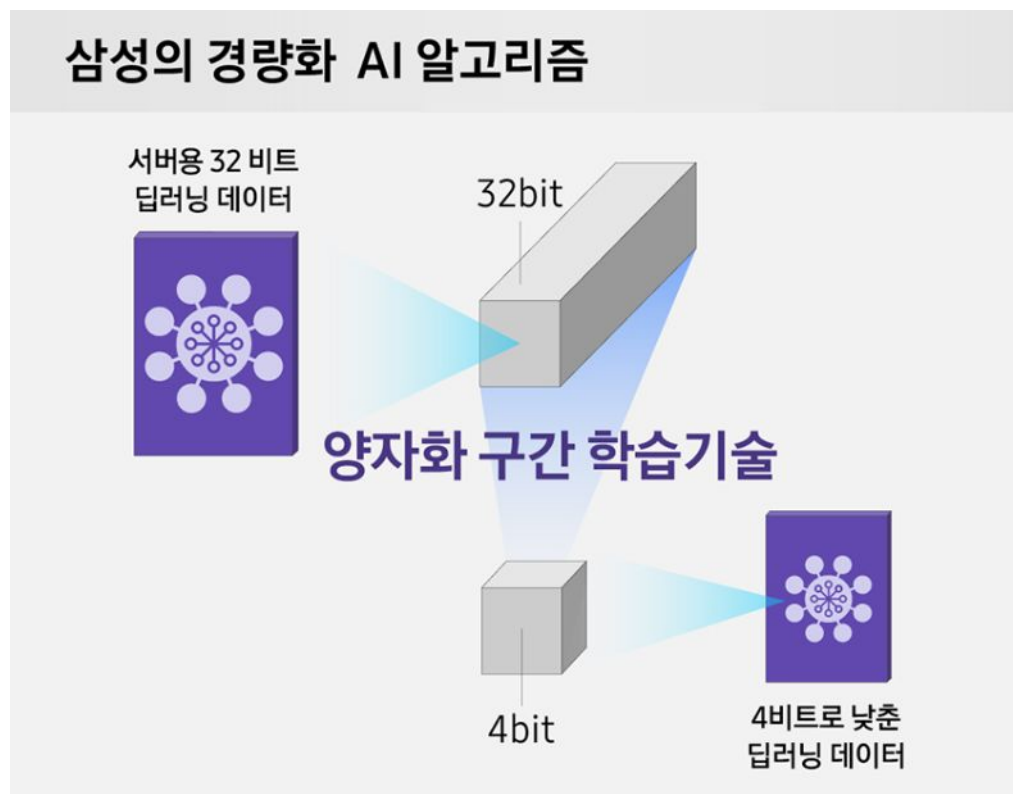 삼성의 경량화 AI 알고리즘
서버용 32 비트
딥러닝 데이터
32bit
양자화 구간 학습기술
4bit
4비트로 낮춘
딥러닝 데이터